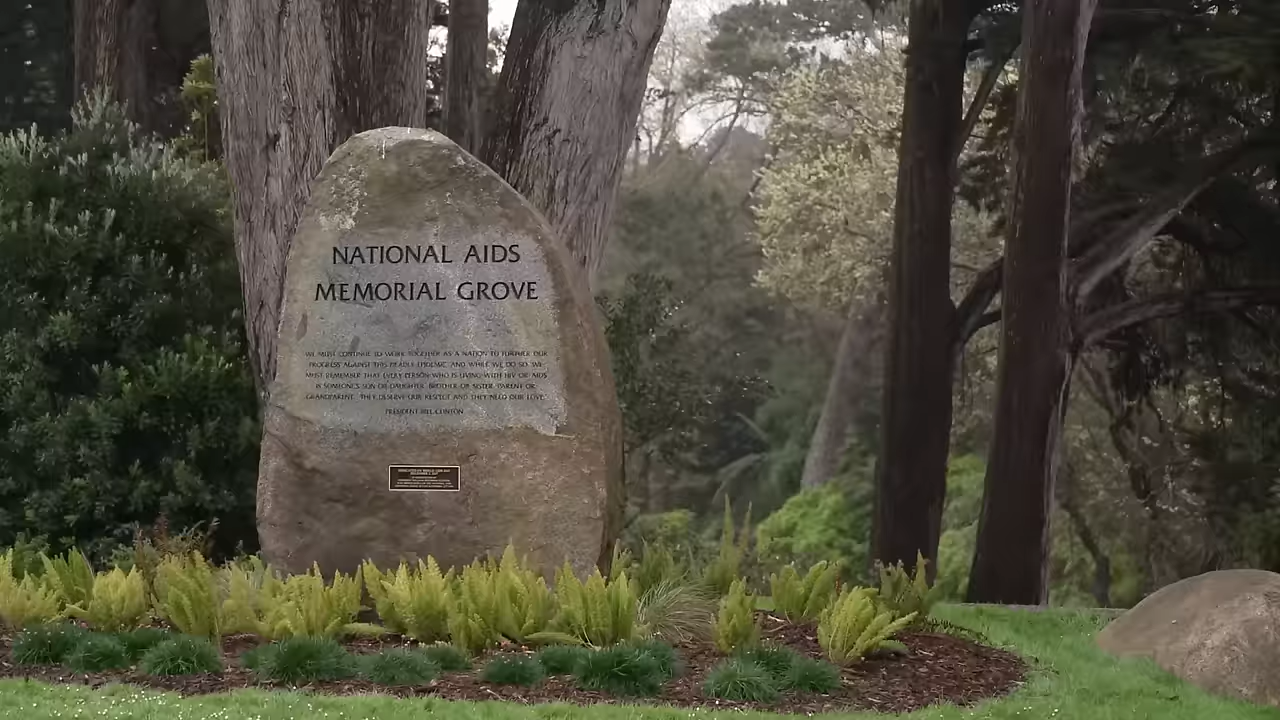 NATIONAL AIDS
MEMORIAL GROVE
WE MUST CONTINUE TO WORK TOGETHER AS A NATION TO FURTHER OUR
PROGRESS AGAINST THIS DEADLY EPIDEMIC AND WHILE WE DO SO WE
MUST REMEMBER THAT EVERY PERSON WHO IS LIVING WITH HIV OR AIDS
IS SOMEONE'S SON OR DAUGHTER, BROTHER OR SISTER, PARENT OR
GRANDPARENT. THEY DESERVE OUR RESPECT AND THEY NEED OUR LOVE.
PRESIDENT BILL CLINTON